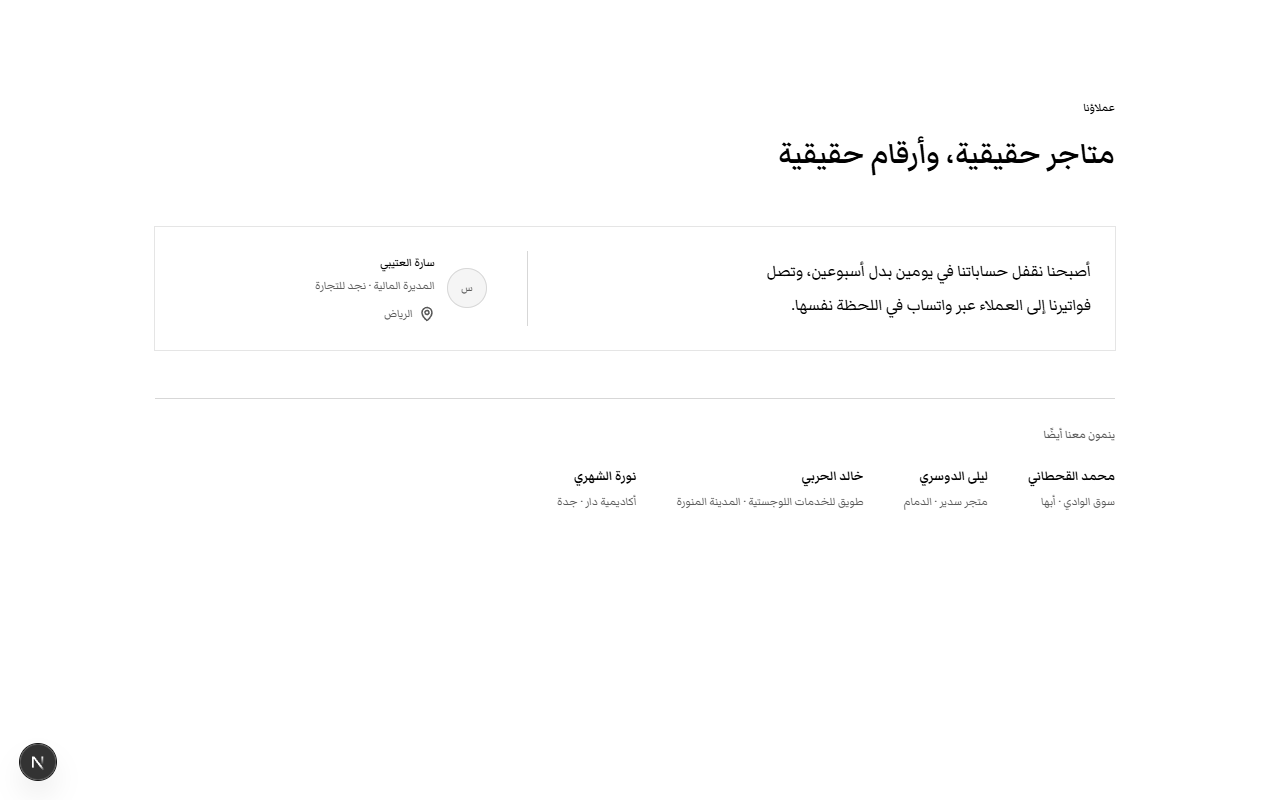 عملاؤنا
متاجر حقيقية، وأرقام حقيقية
أصبحنا نقفل حساباتنا في يومين بدل أسبوعين، وتصل
فواتيرنا إلى العملاء عبر واتساب في اللحظة نفسها.
س
سارة العتيبي
المديرة المالية · نجد للتجارة
الرياض
ينمون معنا أيضًا
محمد القحطاني
سوق الوادي · أبها
ليلى الدوسري
متجر سدير · الدمام
خالد الحربي
طويق للخدمات اللوجستية · المدينة المنورة
نورة الشهري
أكاديمية دار · جدة
N